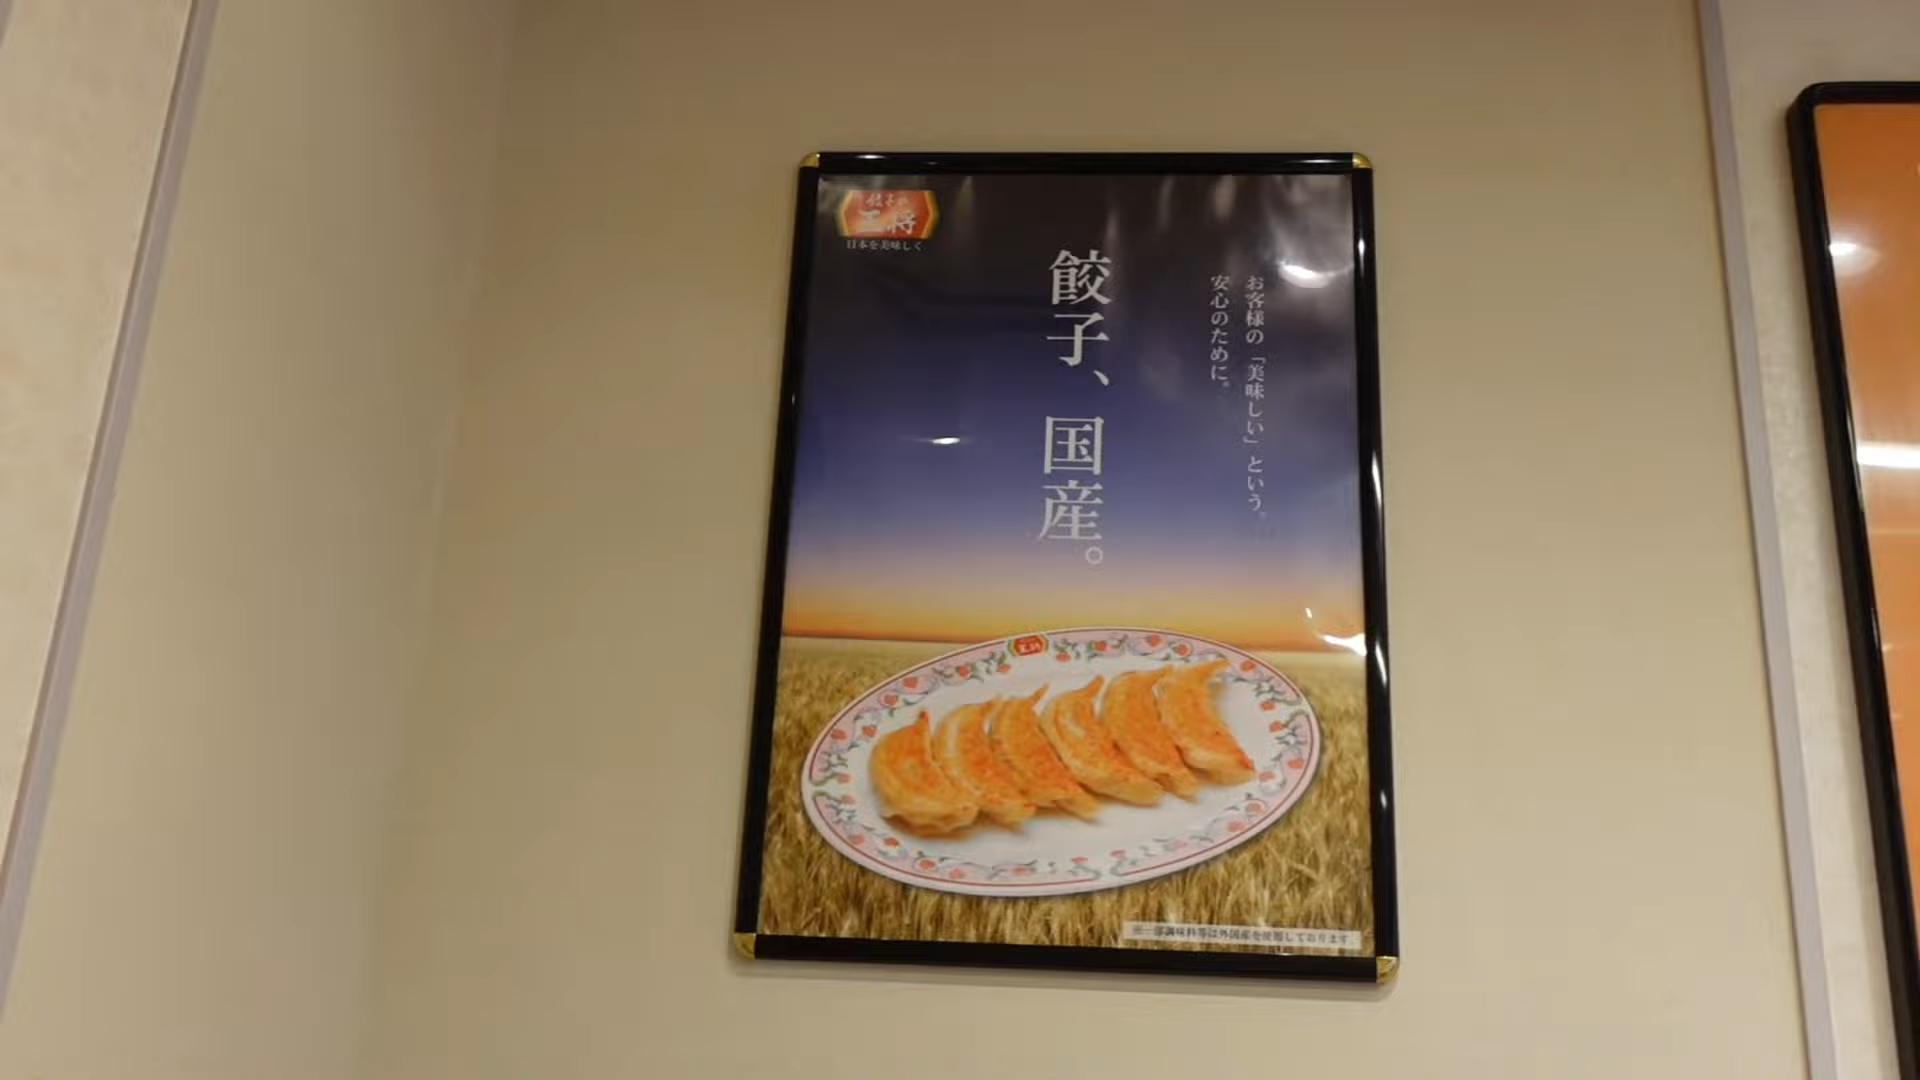 餃子の
王将
日本を美味しく
お客様の「美味しい」という。
安心のために。
餃子、国産。
王将
※一部調味料等は外国産を使用しております。